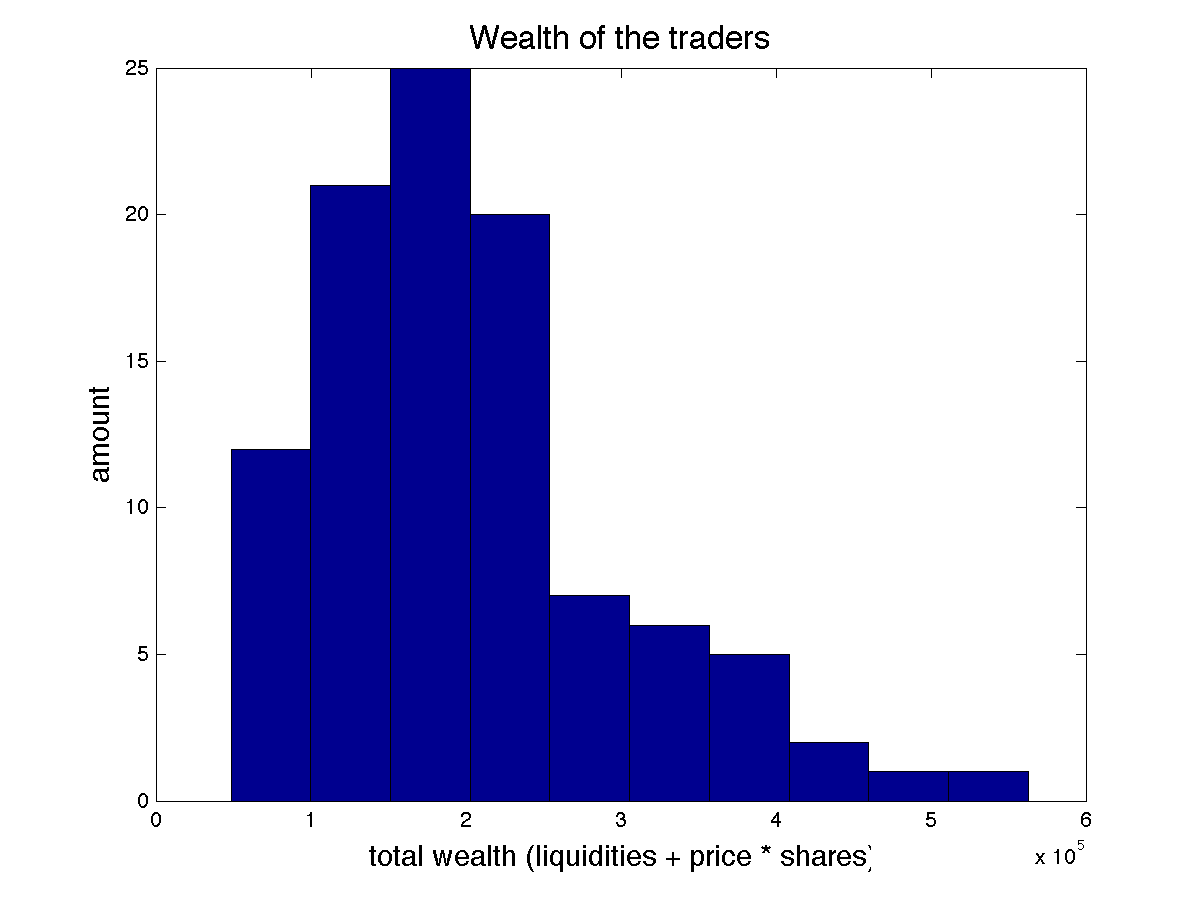 Wealth of the traders
25
20
15
10
5
0
amount
0 1 2 3 4 5 6
total wealth (liquidities + price * shares)
x 10^5